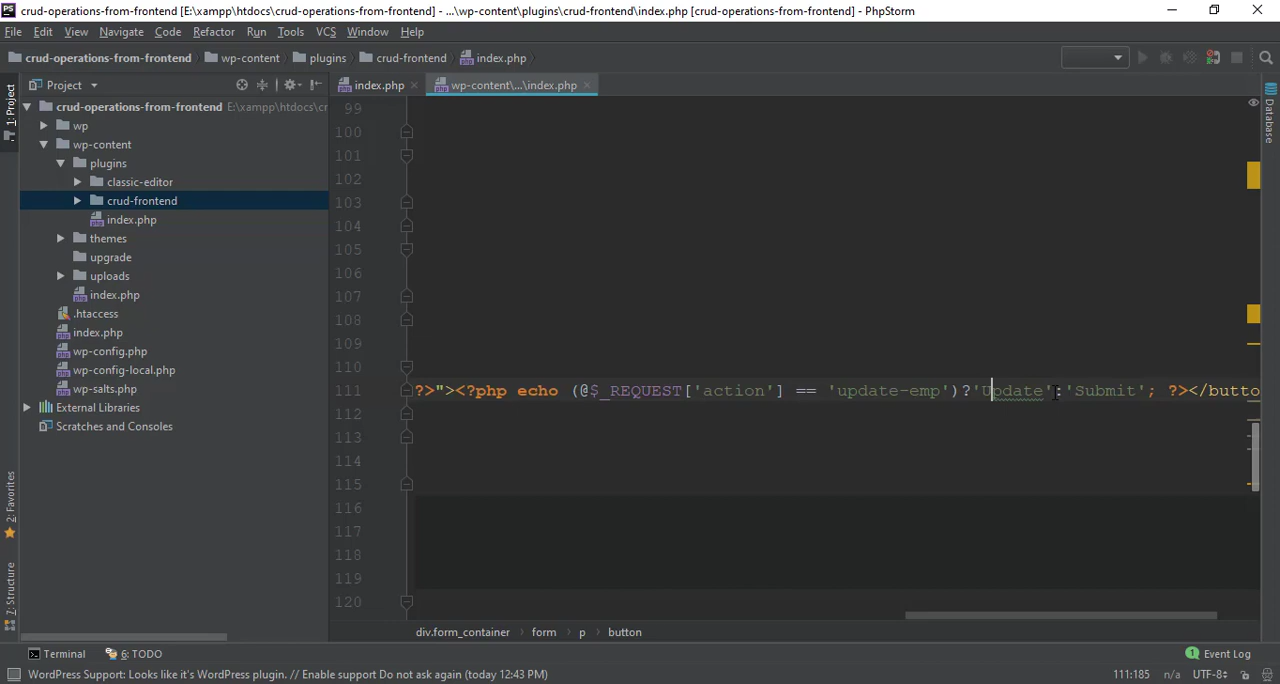 PS crud-operations-from-frontend [E:\xampp\htdocs\crud-operations-from-frontend] - ...\wp-content\plugins\crud-frontend\index.php [crud-operations-from-frontend] - PhpStorm
File Edit View Navigate Code Refactor Run Tools VCS Window Help
crud-operations-from-frontend wp-content plugins crud-frontend index.php
Project
index.php
wp-content\...\index.php
1: Project
crud-operations-from-frontend E:\xampp\htdocs\cr
wp
wp-content
plugins
classic-editor
crud-frontend
index.php
themes
upgrade
uploads
index.php
.htaccess
index.php
wp-config.php
wp-config-local.php
wp-salts.php
External Libraries
Scratches and Consoles
2: Favorites
7: Structure
99
100
101
102
103
104
105
106
107
108
109
110
111 ?>"><?php echo (@$_REQUEST['action'] == 'update-emp')?'Update':'Submit'; ?></butto
112
113
114
115
116
117
118
119
120
Database
div.form_container form p button
Terminal 6: TODO 1 Event Log
WordPress Support: Looks like it's WordPress plugin. // Enable support Do not ask again (today 12:43 PM) 111:185 n/a UTF-8